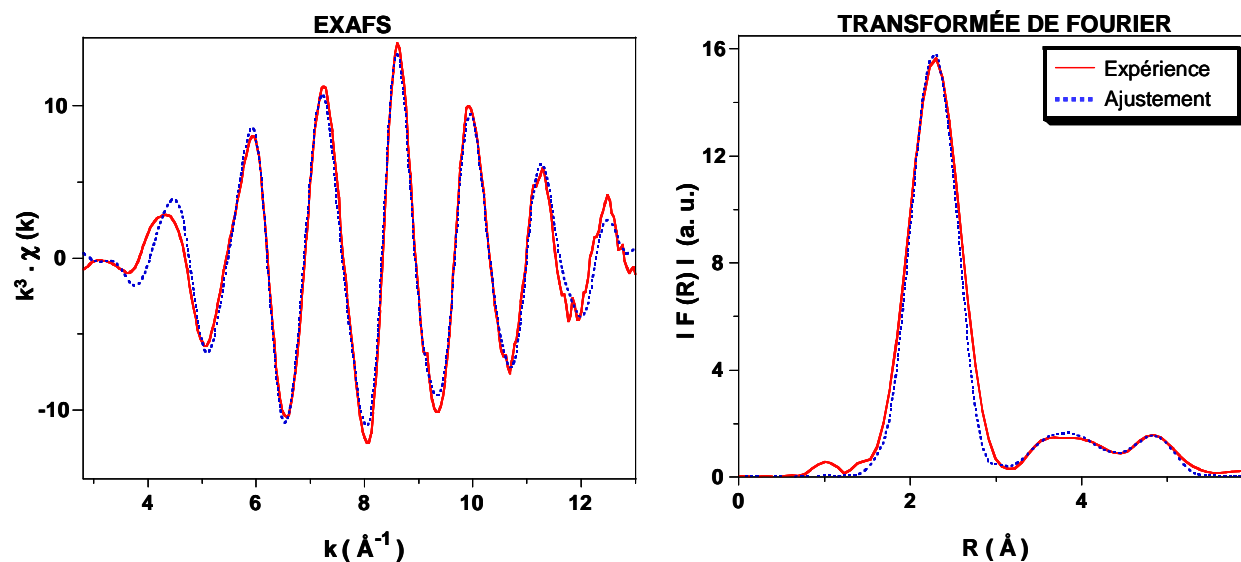 EXAFS
10
0
-10
k³ · χ (k)
4 6 8 10 12
k ( Å⁻¹ )
TRANSFORMÉE DE FOURIER
16
12
8
4
0
I F (R) I (a. u.)
0 2 4
R ( Å )
Expérience
Ajustement